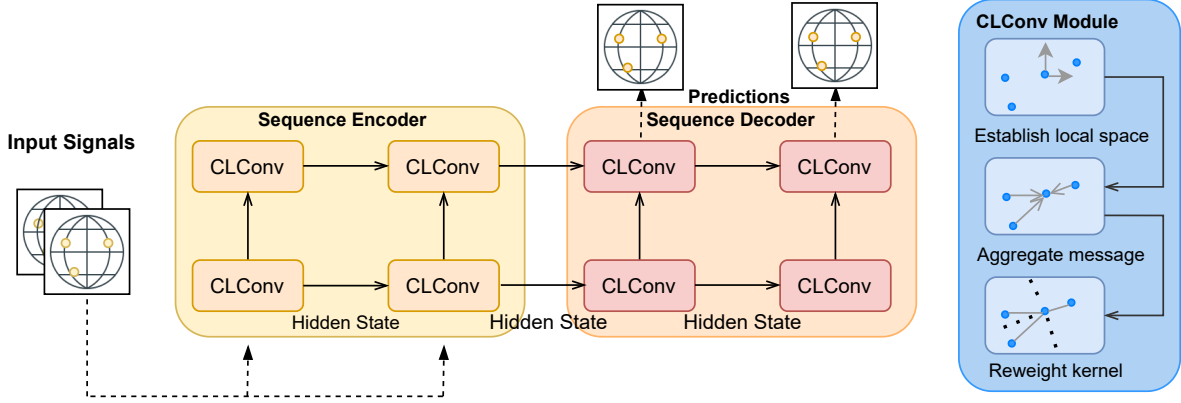 Input Signals
Sequence Encoder
CLConv
CLConv
CLConv
CLConv
Hidden State
Hidden State
Predictions
Sequence Decoder
CLConv
CLConv
CLConv
CLConv
Hidden State
CLConv Module
Establish local space
Aggregate message
Reweight kernel